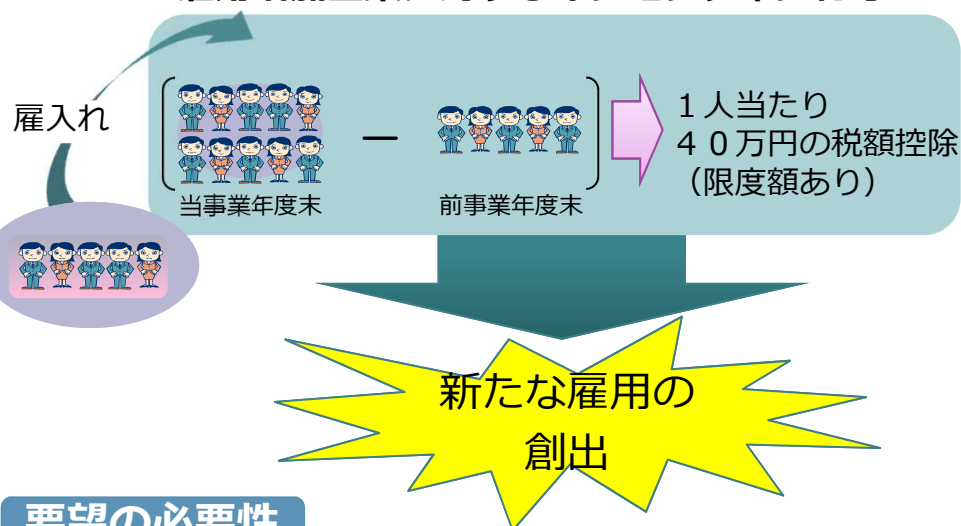 雇入れ
－
当事業年度末
前事業年度末
１人当たり
４０万円の税額控除
（限度額あり）
新たな雇用の
創出
要望の必要性